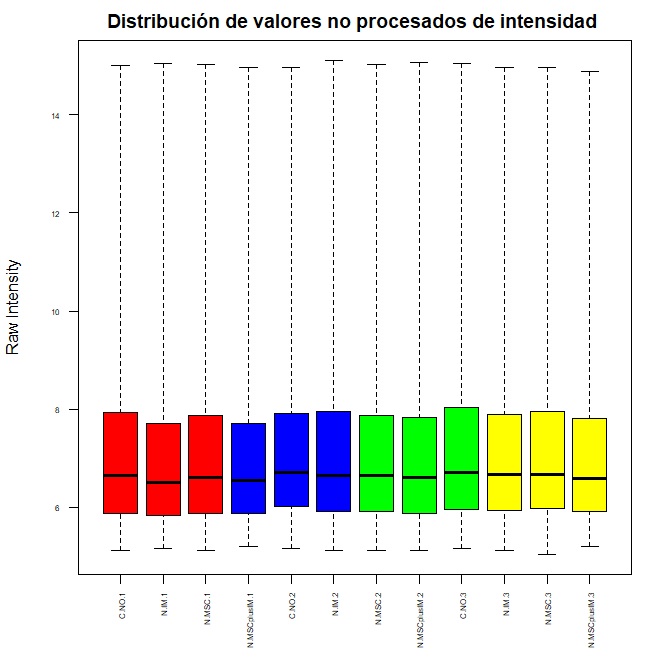 Distribución de valores no procesados de intensidad
Raw Intensity
14
12
10
8
6
C.NO.1
N.IM.1
N.MSC.1
N.MSCplusIM.1
C.NO.2
N.IM.2
N.MSC.2
N.MSCplusIM.2
C.NO.3
N.IM.3
N.MSC.3
N.MSCplusIM.3